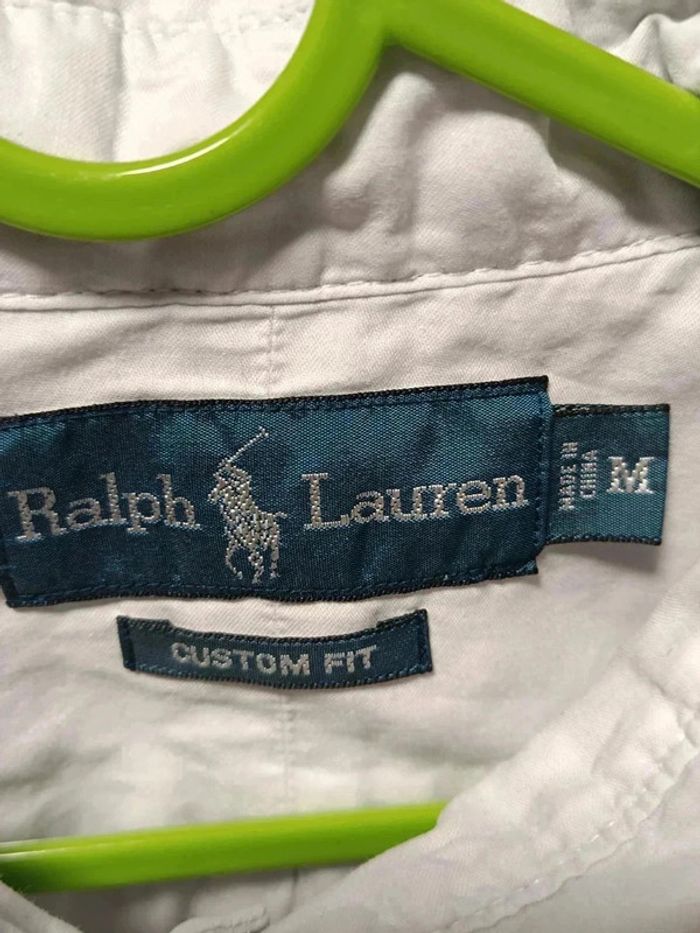 Ralph Lauren
MADE IN
CHINA
M
CUSTOM FIT